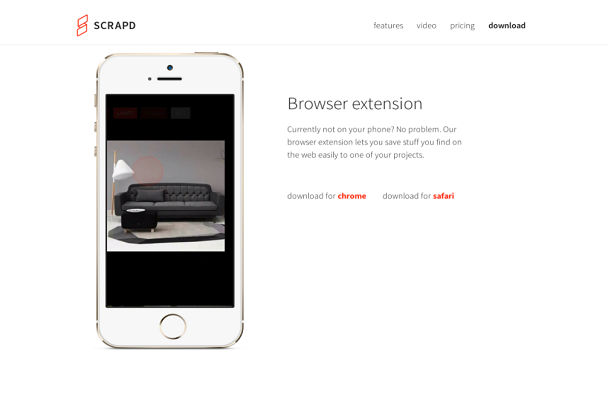 SCRAPD
features video pricing download
Browser extension
Currently not on your phone? No problem. Our
browser extension lets you save stuff you find on
the web easily to one of your projects.
download for chrome download for safari